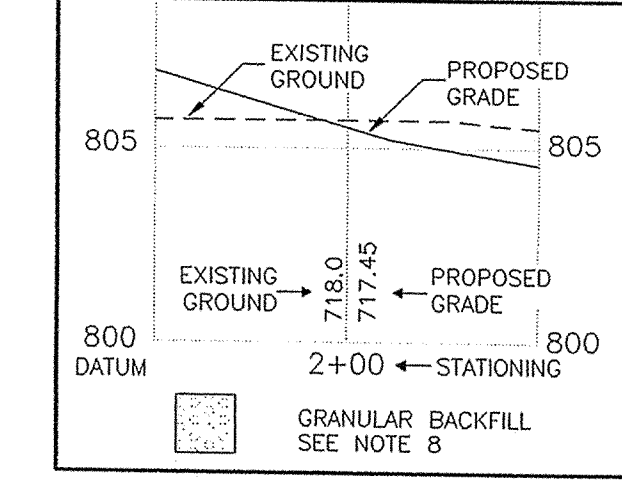 EXISTING
GROUND
PROPOSED
GRADE
805
805
EXISTING
GROUND
718.0
717.45
PROPOSED
GRADE
800
800
DATUM
2+00
STATIONING
GRANULAR BACKFILL
SEE NOTE 8